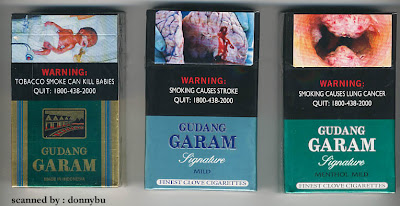 WARNING:
TOBACCO SMOKE CAN KILL BABIES
QUIT: 1800-438-2000
GUDANG
GARAM
MADE IN INDONESIA
WARNING:
SMOKING CAUSES STROKE
QUIT: 1800-438-2000
GUDANG
GARAM
Signature
MILD
FINEST CLOVE CIGARETTES
WARNING:
SMOKING CAUSES LUNG CANCER
QUIT: 1800-438-2000
GUDANG
GARAM
Signature
MENTHOL MILD
FINEST CLOVE CIGARETTES
scanned by : donnybu